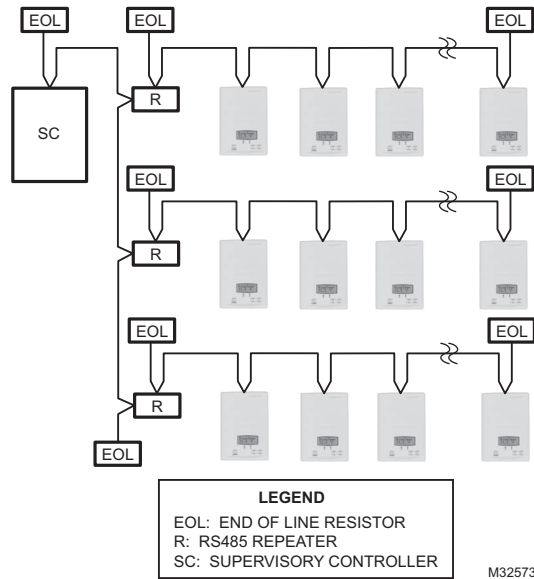 EOL
EOL
EOL
R
SC
EOL
EOL
R
EOL
EOL
R
EOL
LEGEND
EOL: END OF LINE RESISTOR
R: RS485 REPEATER
SC: SUPERVISORY CONTROLLER
M32573